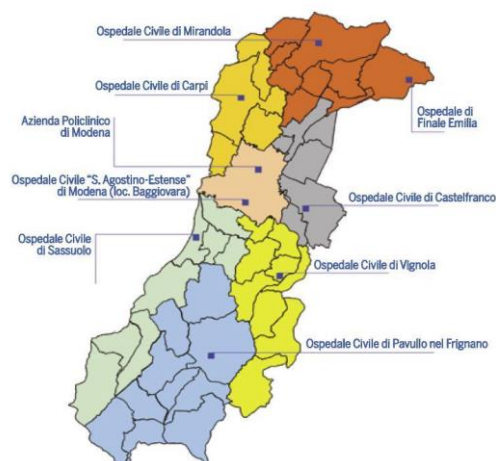 Ospedale Civile di Mirandola
Ospedale Civile di Carpi
Ospedale di
Finale Emilia
Azienda Policlinico
di Modena
Ospedale Civile "S. Agostino-Estense"
di Modena (loc. Baggiovara)
Ospedale Civile di Castelfranco
Ospedale Civile
di Sassuolo
Ospedale Civile di Vignola
Ospedale Civile di Pavullo nel Frignano